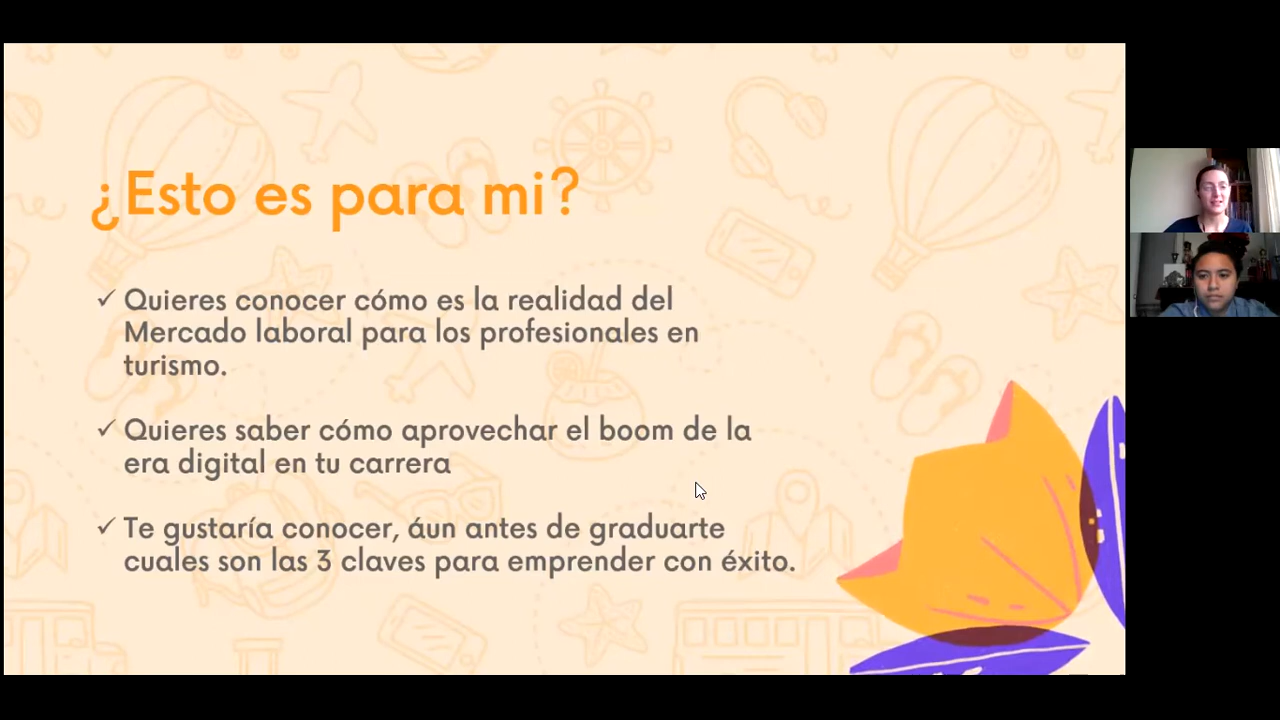 ¿Esto es para mi?
✓ Quieres conocer cómo es la realidad del
Mercado laboral para los profesionales en
turismo.
✓ Quieres saber cómo aprovechar el boom de la
era digital en tu carrera
✓ Te gustaría conocer, áun antes de graduarte
cuales son las 3 claves para emprender con éxito.